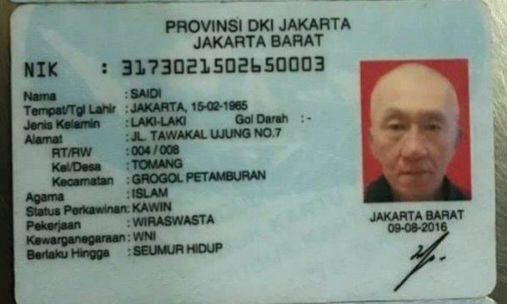 PROVINSI DKI JAKARTA
JAKARTA BARAT
NIK : 3173021502650003
Nama : SAIDI
Tempat/Tgl Lahir : JAKARTA, 15-02-1965
Jenis Kelamin : LAKI-LAKI Gol Darah : -
Alamat : JL. TAWAKAL UJUNG NO.7
RT/RW : 004 / 008
Kel/Desa : TOMANG
Kecamatan : GROGOL PETAMBURAN
Agama : ISLAM
Status Perkawinan: KAWIN
Pekerjaan : WIRASWASTA
Kewarganegaraan : WNI
Berlaku Hingga : SEUMUR HIDUP
JAKARTA BARAT
09-08-2016